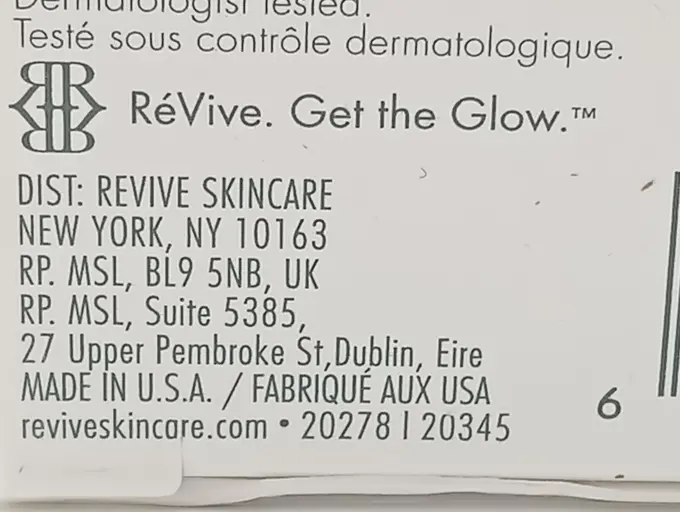 Dermatologist tested.
Testé sous contrôle dermatologique.
RéVive. Get the Glow.™
DIST: REVIVE SKINCARE
NEW YORK, NY 10163
RP. MSL, BL9 5NB, UK
RP. MSL, Suite 5385,
27 Upper Pembroke St,Dublin, Eire
MADE IN U.S.A. / FABRIQUÉ AUX USA
reviveskincare.com • 20278 | 20345
6